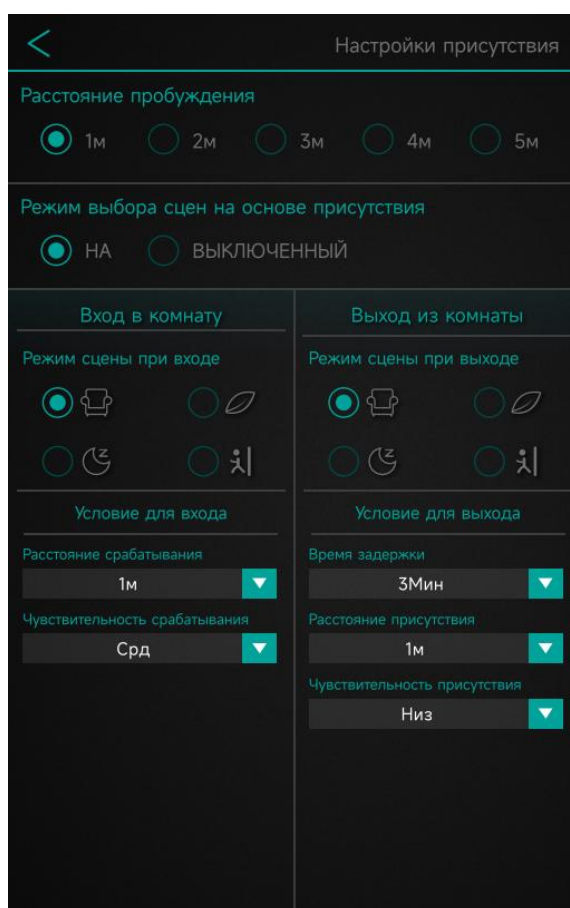 Настройки присутствия
Расстояние пробуждения
1м 2м 3м 4м 5м
Режим выбора сцен на основе присутствия
НА ВЫКЛЮЧЕННЫЙ
Вход в комнату
Режим сцены при входе
Условие для входа
Расстояние срабатывания
1м
Чувствительность срабатывания
Срд
Выход из комнаты
Режим сцены при выходе
Условие для выхода
Время задержки
3Мин
Расстояние присутствия
1м
Чувствительность присутствия
Низ